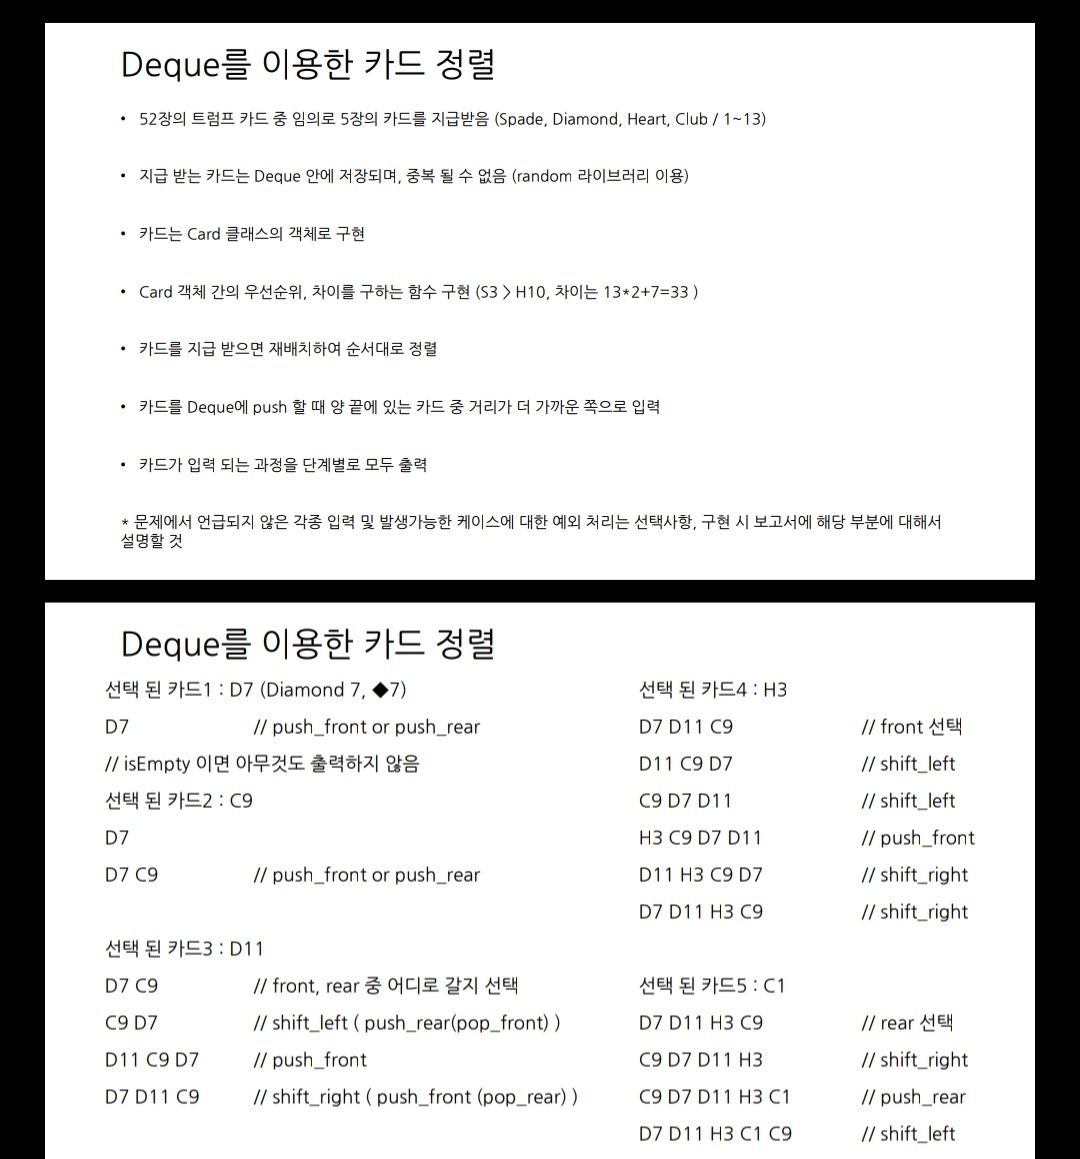 Deque를 이용한 카드 정렬
• 52장의 트럼프 카드 중 임의로 5장의 카드를 지급받음 (Spade, Diamond, Heart, Club / 1~13)
• 지급 받는 카드는 Deque 안에 저장되며, 중복 될 수 없음 (random 라이브러리 이용)
• 카드는 Card 클래스의 객체로 구현
• Card 객체 간의 우선순위, 차이를 구하는 함수 구현 (S3 > H10, 차이는 13*2+7=33 )
• 카드를 지급 받으면 재배치하여 순서대로 정렬
• 카드를 Deque에 push 할 때 양 끝에 있는 카드 중 거리가 더 가까운 쪽으로 입력
• 카드가 입력 되는 과정을 단계별로 모두 출력
* 문제에서 언급되지 않은 각종 입력 및 발생가능한 케이스에 대한 예외 처리는 선택사항, 구현 시 보고서에 해당 부분에 대해서
설명할 것
Deque를 이용한 카드 정렬
선택 된 카드1 : D7 (Diamond 7, ◆7)
D7 // push_front or push_rear
// isEmpty 이면 아무것도 출력하지 않음
선택 된 카드2 : C9
D7
D7 C9 // push_front or push_rear
선택 된 카드3 : D11
D7 C9 // front, rear 중 어디로 갈지 선택
C9 D7 // shift_left ( push_rear(pop_front) )
D11 C9 D7 // push_front
D7 D11 C9 // shift_right ( push_front (pop_rear) )
선택 된 카드4 : H3
D7 D11 C9 // front 선택
D11 C9 D7 // shift_left
C9 D7 D11 // shift_left
H3 C9 D7 D11 // push_front
D11 H3 C9 D7 // shift_right
D7 D11 H3 C9 // shift_right
선택 된 카드5 : C1
D7 D11 H3 C9 // rear 선택
C9 D7 D11 H3 // shift_right
C9 D7 D11 H3 C1 // push_rear
D7 D11 H3 C1 C9 // shift_left